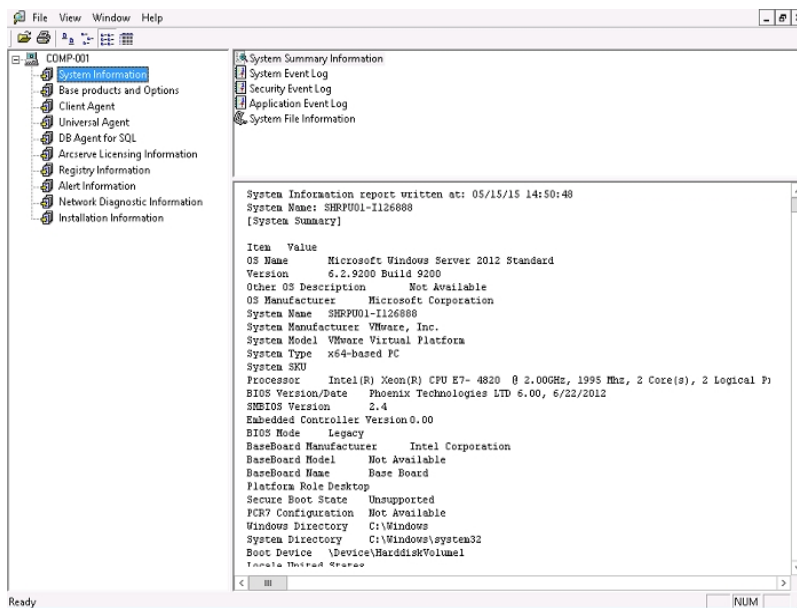 File View Window Help
COMP-001
System Information
Base products and Options
Client Agent
Universal Agent
DB Agent for SQL
Arcserve Licensing Information
Registry Information
Alert Information
Network Diagnostic Information
Installation Information
System Summary Information
System Event Log
Security Event Log
Application Event Log
System File Information
System Information report written at: 05/15/15 14:50:48
System Name: SHRPU01-I126888
[System Summary]
Item Value
OS Name Microsoft Windows Server 2012 Standard
Version 6.2.9200 Build 9200
Other OS Description Not Available
OS Manufacturer Microsoft Corporation
System Name SHRPU01-I126888
System Manufacturer VMware, Inc.
System Model VMware Virtual Platform
System Type x64-based PC
System SKU
Processor Intel(R) Xeon(R) CPU E7- 4820 @ 2.00GHz, 1995 Mhz, 2 Core(s), 2 Logical
BIOS Version/Date Phoenix Technologies LTD 6.00, 6/22/2012
SMBIOS Version 2.4
Embedded Controller Version 0.00
BIOS Mode Legacy
BaseBoard Manufacturer Intel Corporation
BaseBoard Model Not Available
BaseBoard Name Base Board
Platform Role Desktop
Secure Boot State Unsupported
PCR7 Configuration Not Available
Windows Directory C:\Windows
System Directory C:\Windows\system32
Boot Device \Device\HarddiskVolume1
Locale United States
Ready NUM